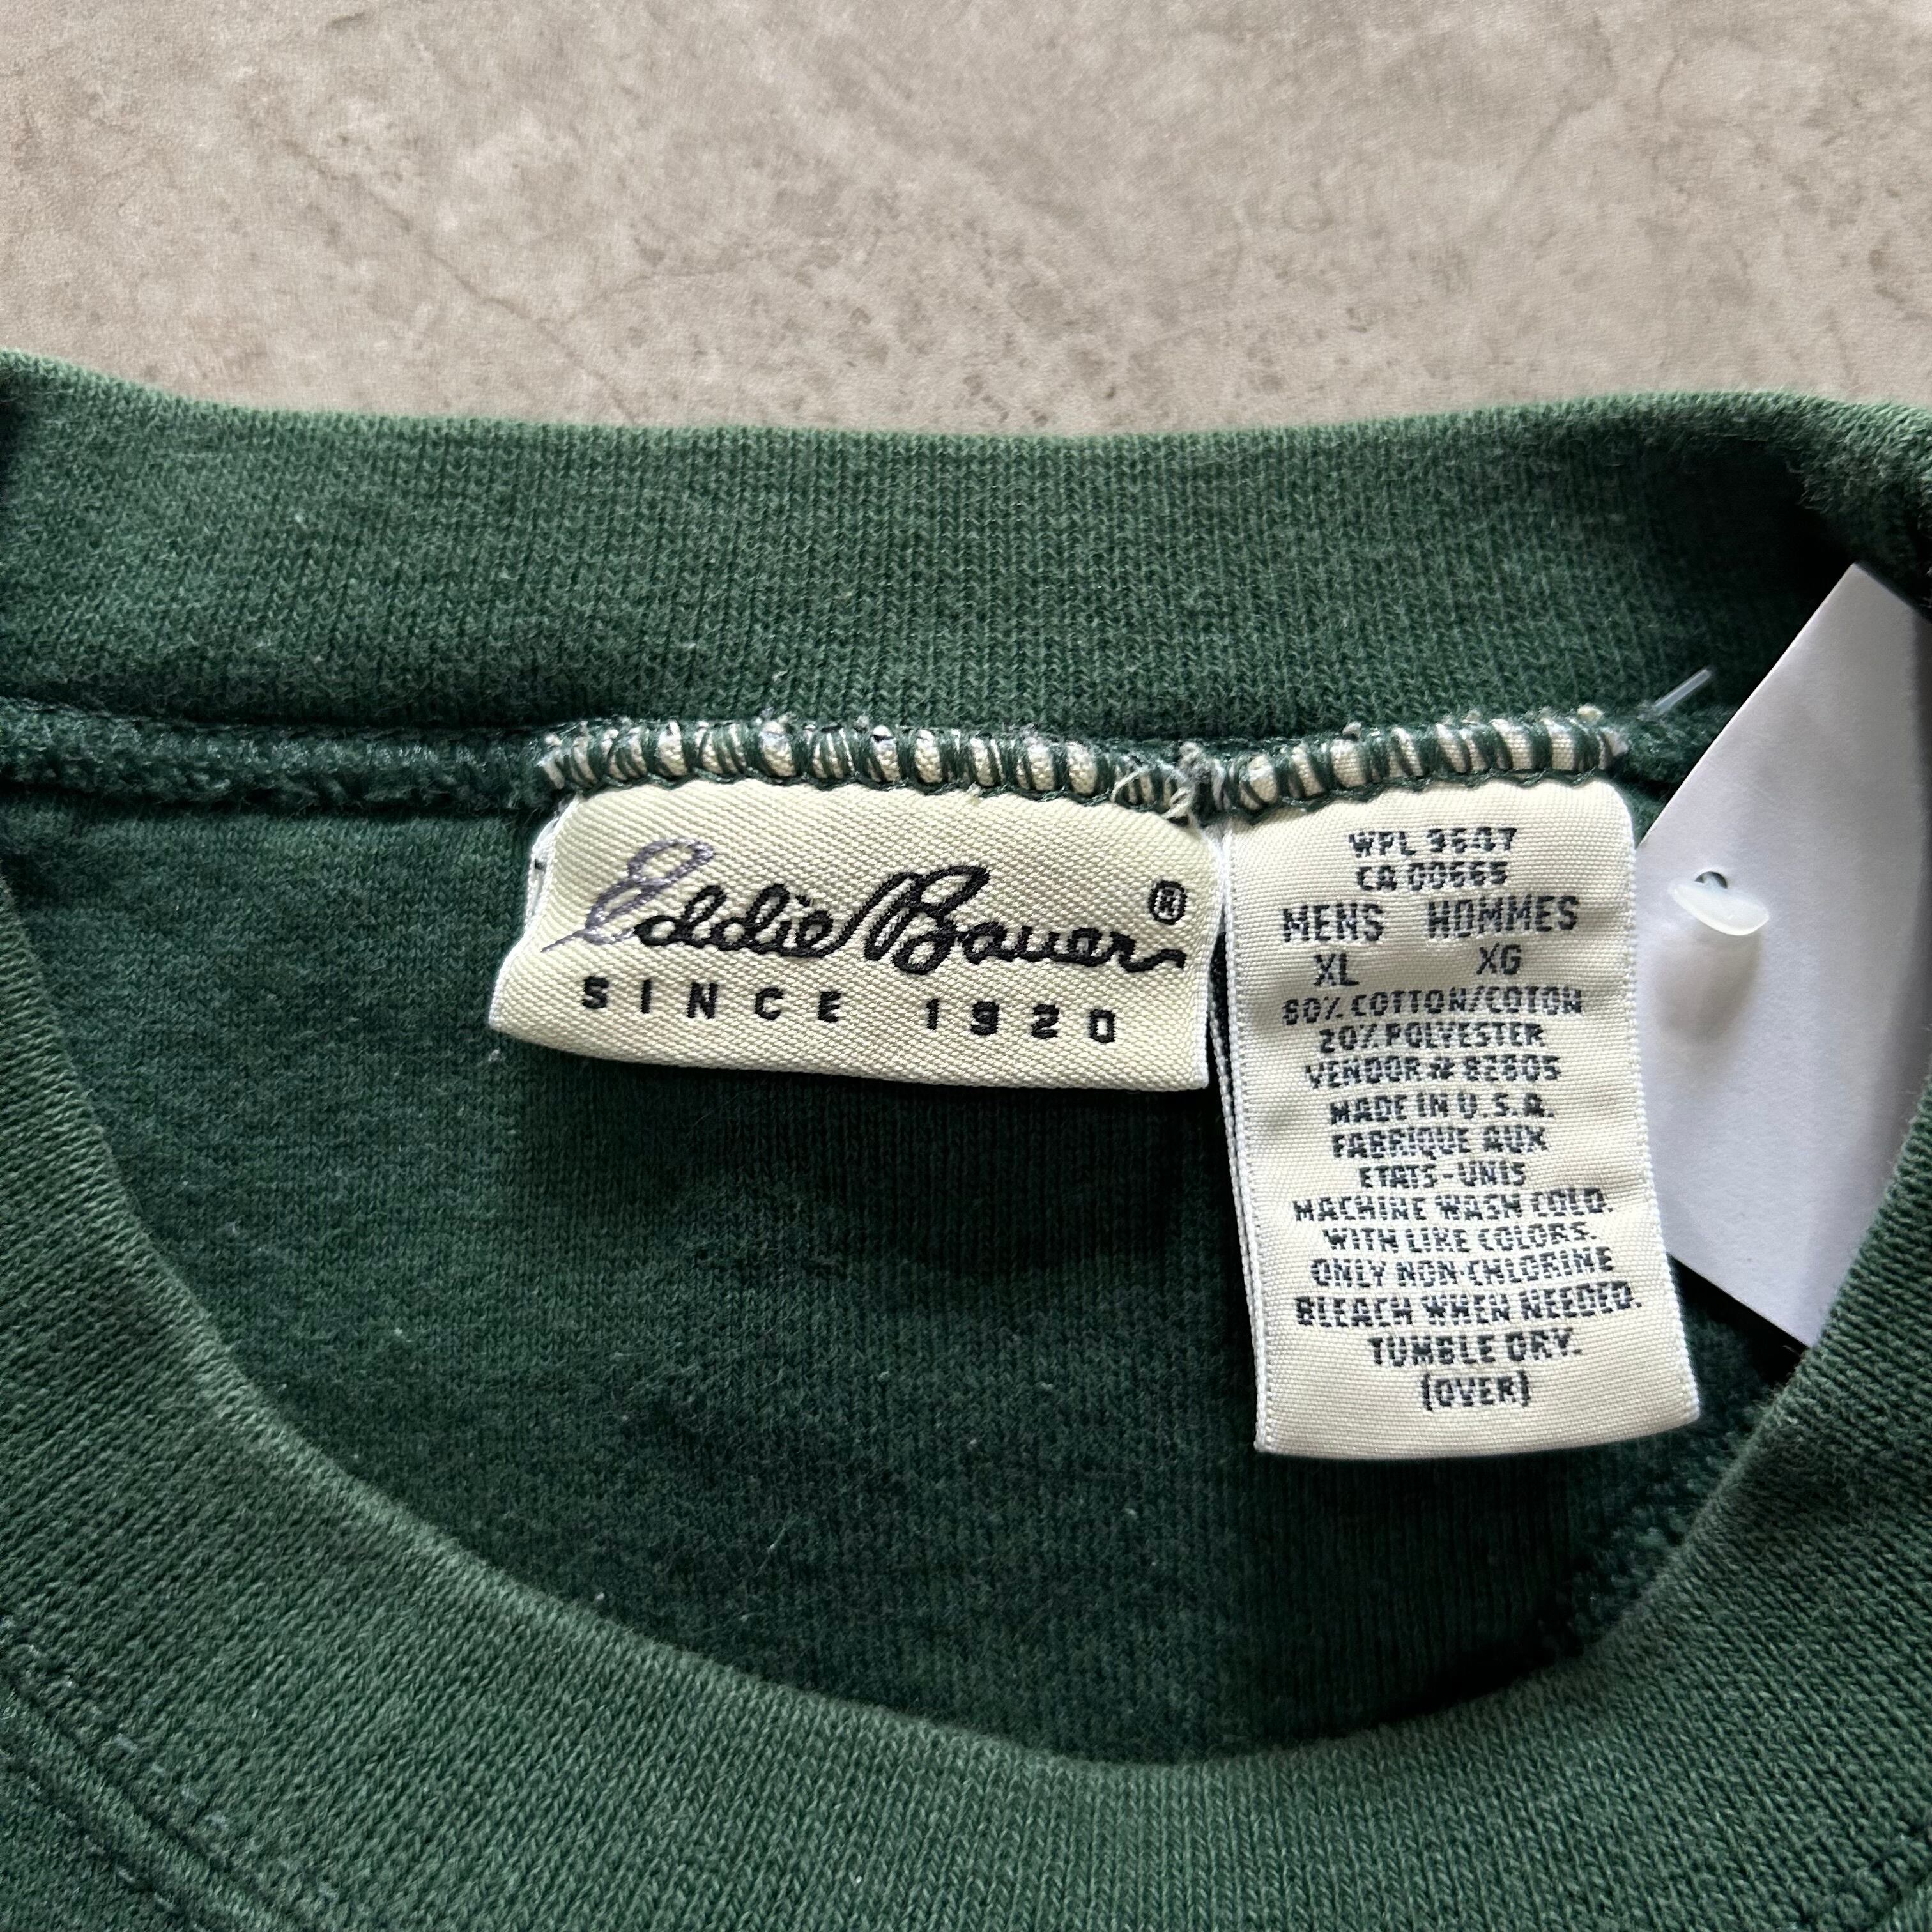 Eddie Bauer®
SINCE 1920
WPL 9607
CA 00665
MENS HOMMES
XL XG
80% COTTON/COTON
20% POLYESTER
VENDOR # 82805
MADE IN U.S.A.
FABRIQUE AUX
ETATS-UNIS
MACHINE WASH COLD.
WITH LIKE COLORS.
ONLY NON-CHLORINE
BLEACH WHEN NEEDED.
TUMBLE DRY.
(OVER)